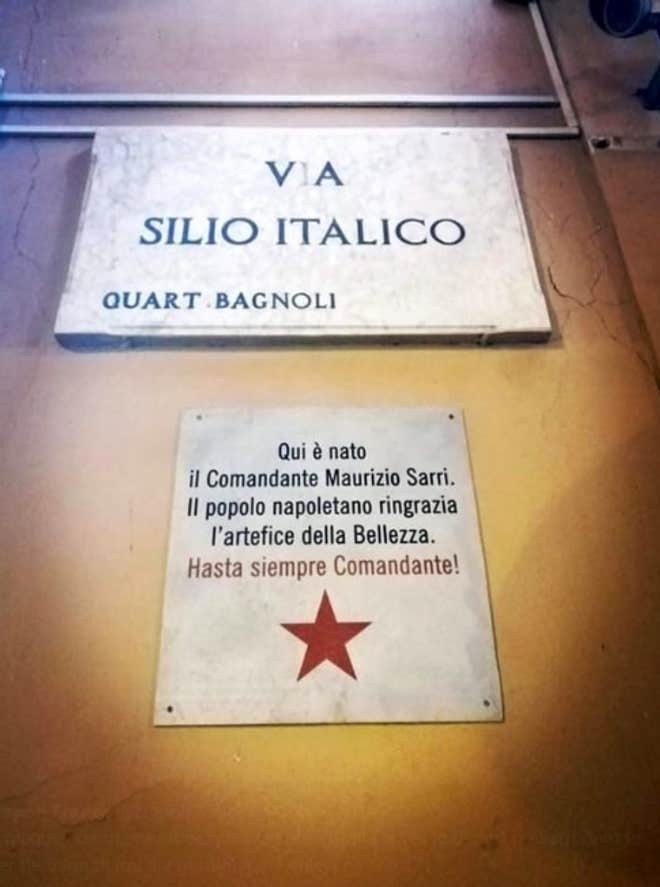 VIA
SILIO ITALICO
QUART. BAGNOLI
Qui è nato
il Comandante Maurizio Sarri.
Il popolo napoletano ringrazia
l'artefice della Bellezza.
Hasta siempre Comandante!